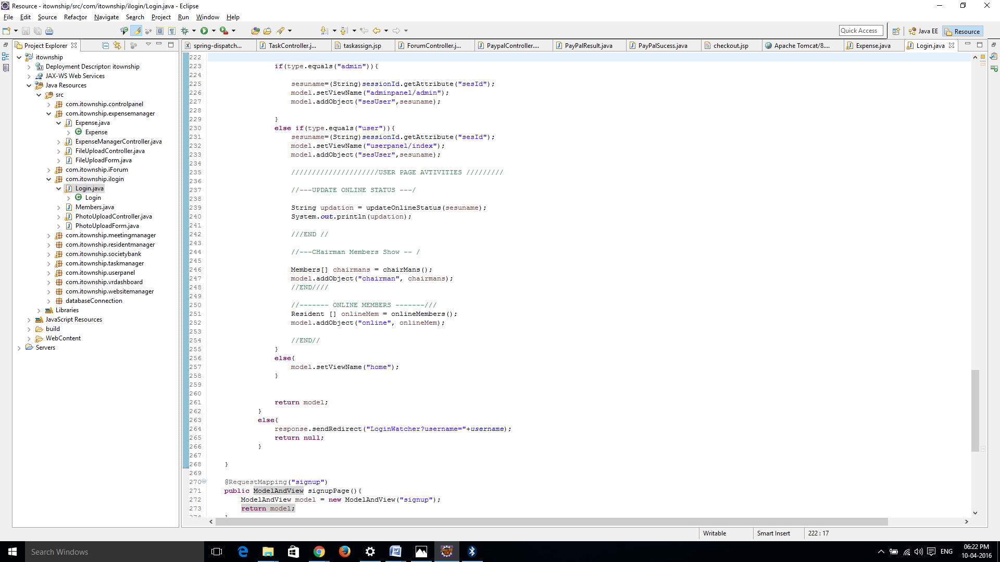 Resource - itownship/src/com/itownship/ilogin/Login.java - Eclipse
File Edit Source Refactor Navigate Search Project Run Window Help
Quick Access Java EE Resource
Project Explorer
itownship
Deployment Descriptor: itownship
JAX-WS Web Services
Java Resources
src
com.itownship.controlpanel
com.itownship.expensemanager
Expense.java
Expense
ExpenseManagerController.java
FileUploadController.java
FileUploadForm.java
com.itownship.iForum
com.itownship.ilogin
Login.java
Login
Members.java
PhotoUploadController.java
PhotoUploadForm.java
com.itownship.meetingmanager
com.itownship.residentmanager
com.itownship.societybank
com.itownship.taskmanager
com.itownship.userpanel
com.itownship.vrdashboard
com.itownship.websitemanager
databaseConnection
Libraries
JavaScript Resources
build
WebContent
Servers
spring-dispatch... TaskController.j... taskassign.jsp ForumController.j... PaypalController.... PayPalResult.java PayPalSucess.java checkout.jsp Apache Tomcat/8.... Expense.java Login.java
222
223 if(type.equals("admin")){
224
225 sesuname=(String)sessionId.getAttribute("sesId");
226 model.setViewName("adminpanel/admin");
227 model.addObject("sesUser",sesuname);
228
229 }
230 else if(type.equals("user")){
231 sesuname=(String)sessionId.getAttribute("sesId");
232 model.setViewName("userpanel/index");
233 model.addObject("sesUser",sesuname);
234
235 /////////////////////USER PAGE AVTIVITIES /////////
236
237 //---UPDATE ONLINE STATUS ---/
238
239 String updation = updateOnlineStatus(sesuname);
240 System.out.println(updation);
241
242 ///END //
243
244 //---CHairman Members Show -- /
245
246 Members[] chairmans = chairMans();
247 model.addObject("chairman", chairmans);
248 //END////
249
250 //------- ONLINE MEMBERS -------///
251 Resident [] onlineMem = onlineMembers();
252 model.addObject("online", onlineMem);
253
254 //END//
255 }
256 else{
257 model.setViewName("home");
258 }
259
260
261 return model;
262 }
263 else{
264 response.sendRedirect("LoginWatcher?username="+username);
265 return null;
266 }
267
268 }
269
270 @RequestMapping("signup")
271 public ModelAndView signupPage(){
272 ModelAndView model = new ModelAndView("signup");
273 return model;
274 }
Writable Smart Insert 222 : 17
Search Windows
ENG
06:22 PM
10-04-2016